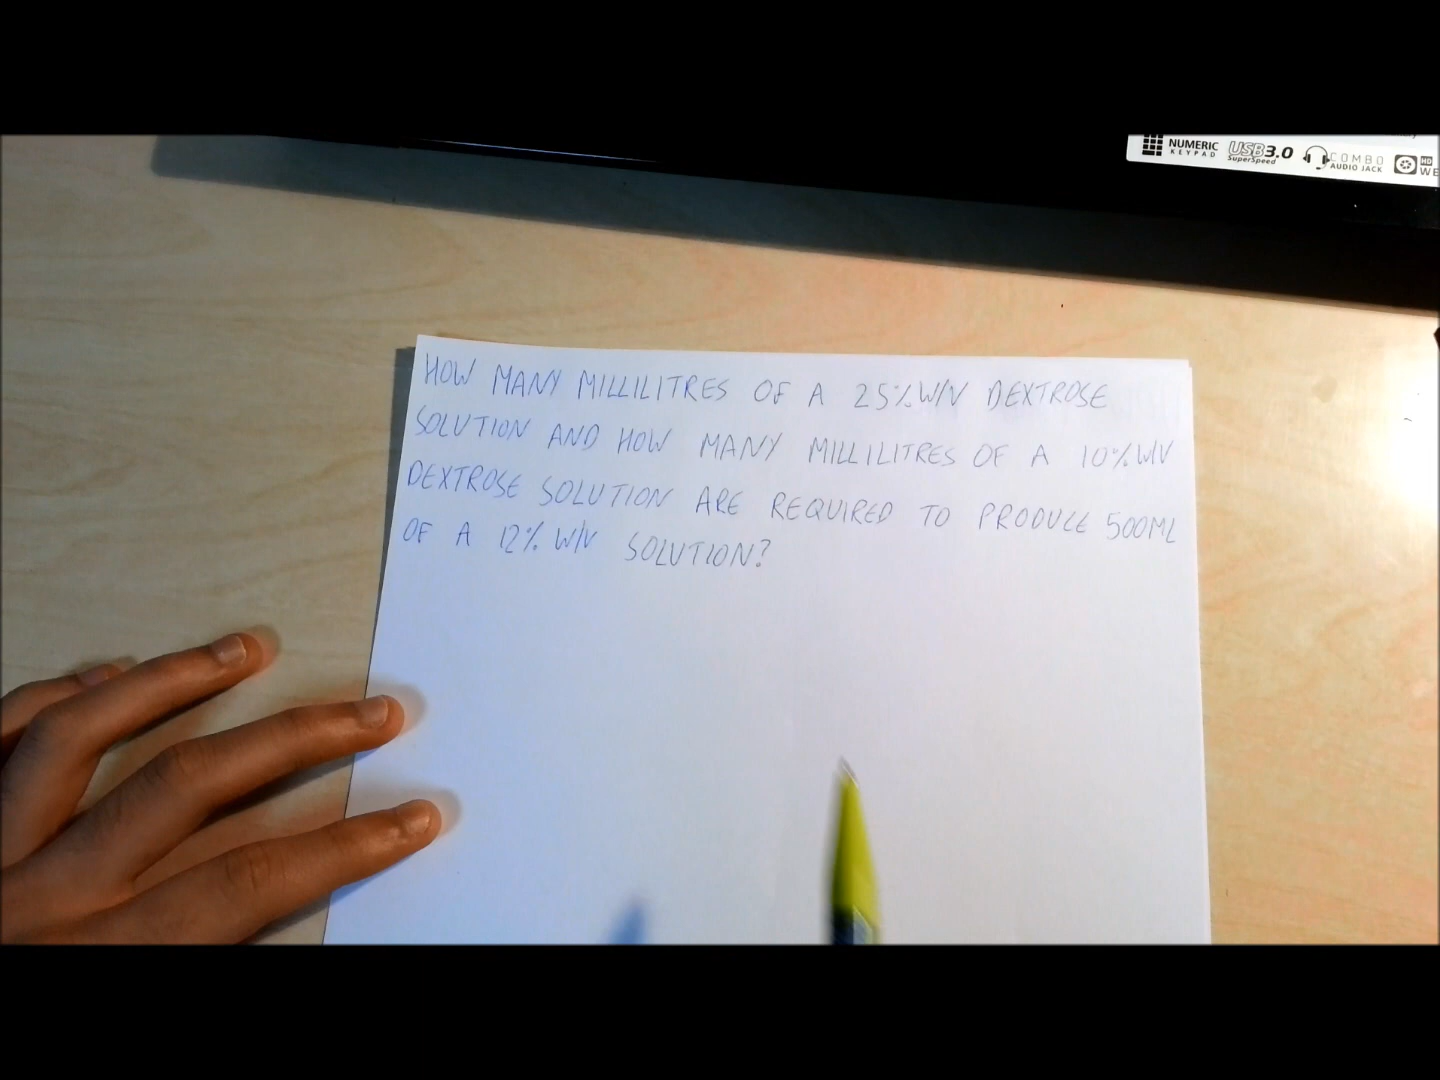 NUMERIC
KEYPAD
USB 3.0
SuperSpeed
COMBO
AUDIO JACK
HD
HOW MANY MILLILITRES OF A 25% W/V DEXTROSE
SOLUTION AND HOW MANY MILLILITRES OF A 10% W/V
DEXTROSE SOLUTION ARE REQUIRED TO PRODUCE 500ML
OF A 12% W/V SOLUTION?